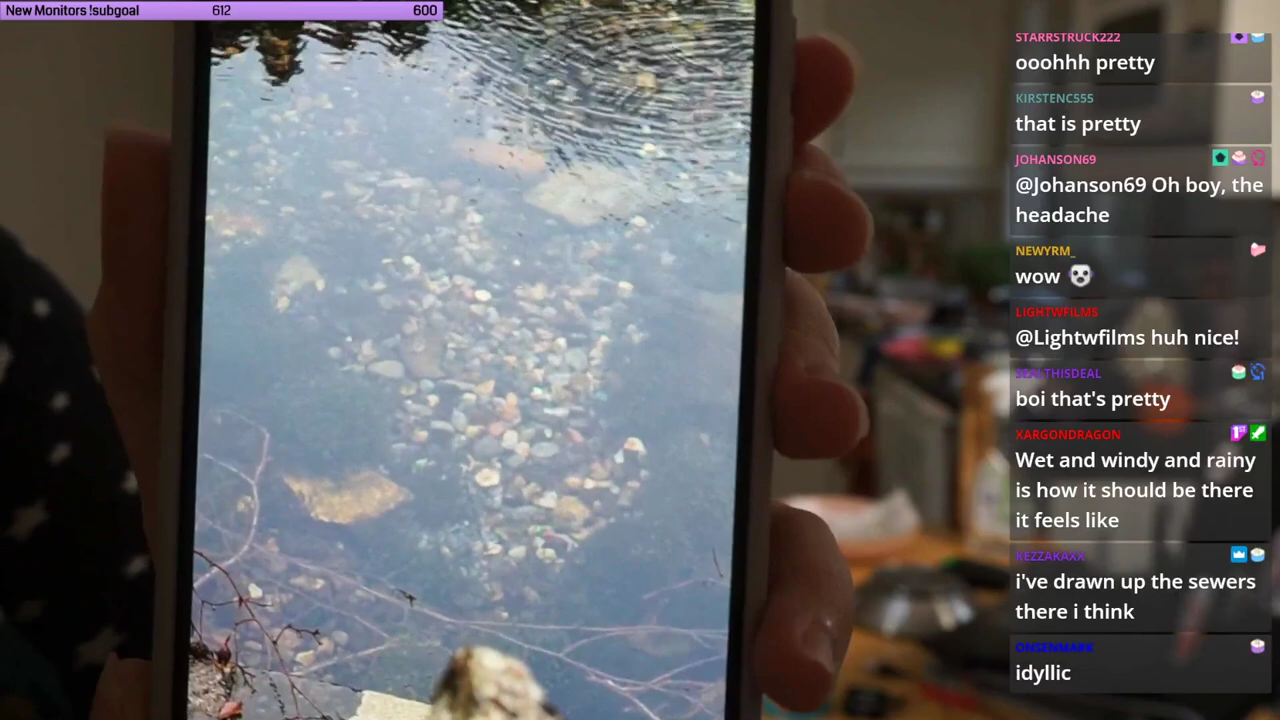 New Monitors !subgoal 612 600
STARRSTRUCK222
ooohhh pretty
KIRSTENC555
that is pretty
JOHANSON69
@Johanson69 Oh boy, the
headache
NEWYRM_
wow
LIGHTWFILMS
@Lightwfilms huh nice!
boi that's pretty
XARGONDRAGON
Wet and windy and rainy
is how it should be there
it feels like
KEZZAKAXX
i've drawn up the sewers
there i think
ONSENMARK
idyllic